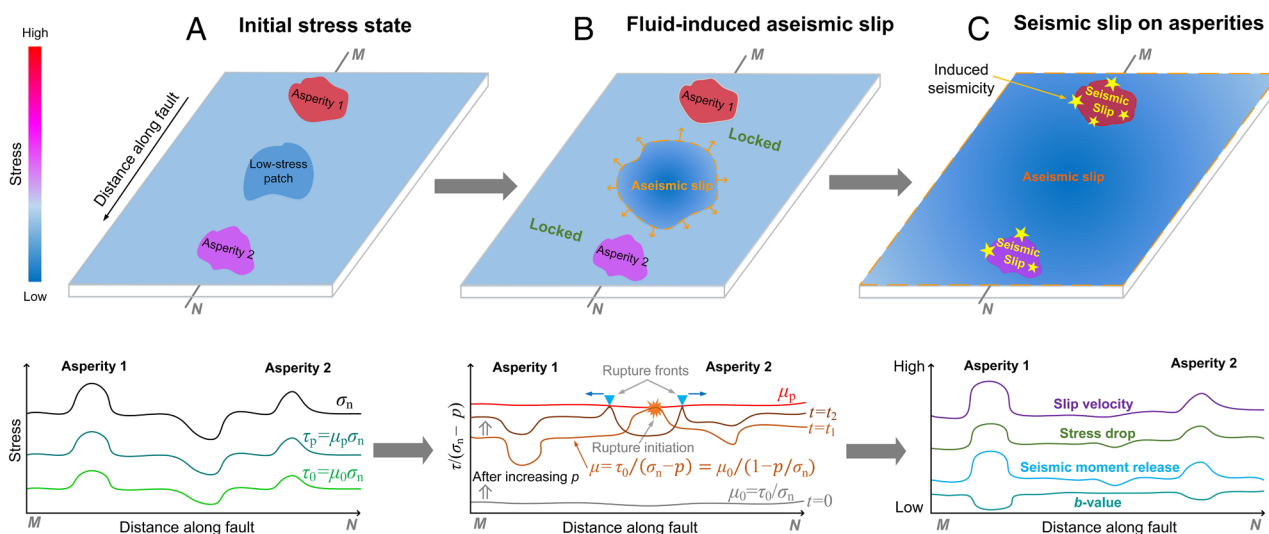 A Initial stress state
B Fluid-induced aseismic slip
C Seismic slip on asperities
High
Stress
Low
Distance along fault
Asperity 1
Low-stress
patch
Asperity 2
M
N
M
Asperity 1
Locked
Aseismic slip
Locked
Asperity 2
N
M
Induced
seismicity
Seismic
Slip
Aseismic slip
Seismic
Slip
N
Asperity 1
Asperity 2
Stress
σn
τp=μpσn
τ0=μ0σn
M
Distance along fault
N
Asperity 1
Asperity 2
Rupture fronts
μp
t=t2
t=t1
τ/(σn− p)
Rupture initiation
μ=τ0/(σn−p)=μ0/(1−p/σn)
After increasing p
μ0=τ0/σn
t=0
M
Distance along fault
N
High
Asperity 1
Asperity 2
Slip velocity
Stress drop
Seismic moment release
b-value
Low
M
Distance along fault
N